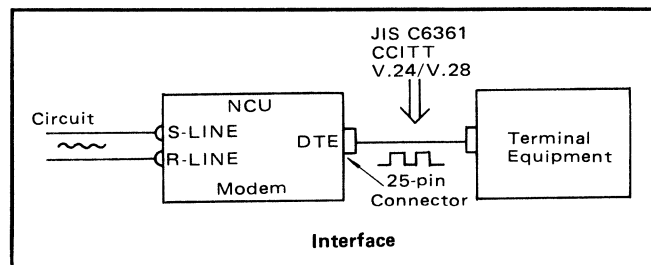 JIS C6361
CCITT
V.24/V.28
Circuit
NCU
S-LINE
R-LINE
DTE
Modem
25-pin
Connector
Terminal
Equipment
Interface